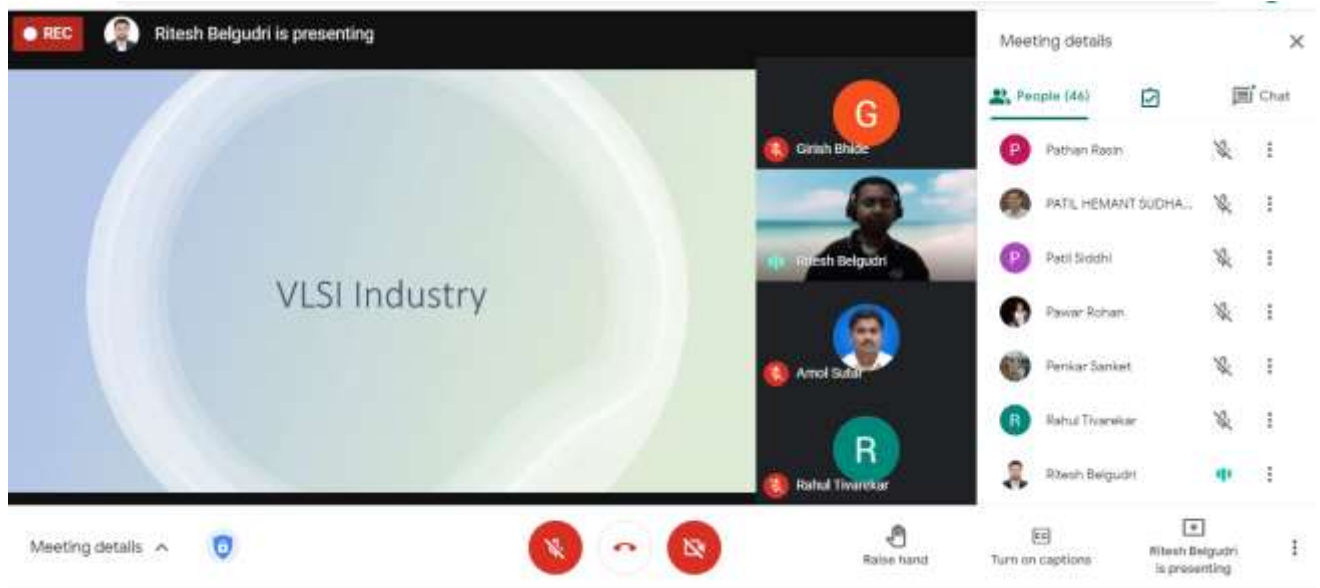 REC
Ritesh Belgudri is presenting
VLSI Industry
G
Girish Bhide
Ritesh Belgudri
Amol Sutar
R
Rahul Tivarekar
Meeting details
People (46)
Chat
P
Pathan Rasin
PATIL HEMANT SUDHA...
P
Patil Siddhi
Pawar Rohan
Penkar Sanket
R
Rahul Tivarekar
Ritesh Belgudri
Meeting details
Raise hand
CC
Turn on captions
Ritesh Belgudri
is presenting